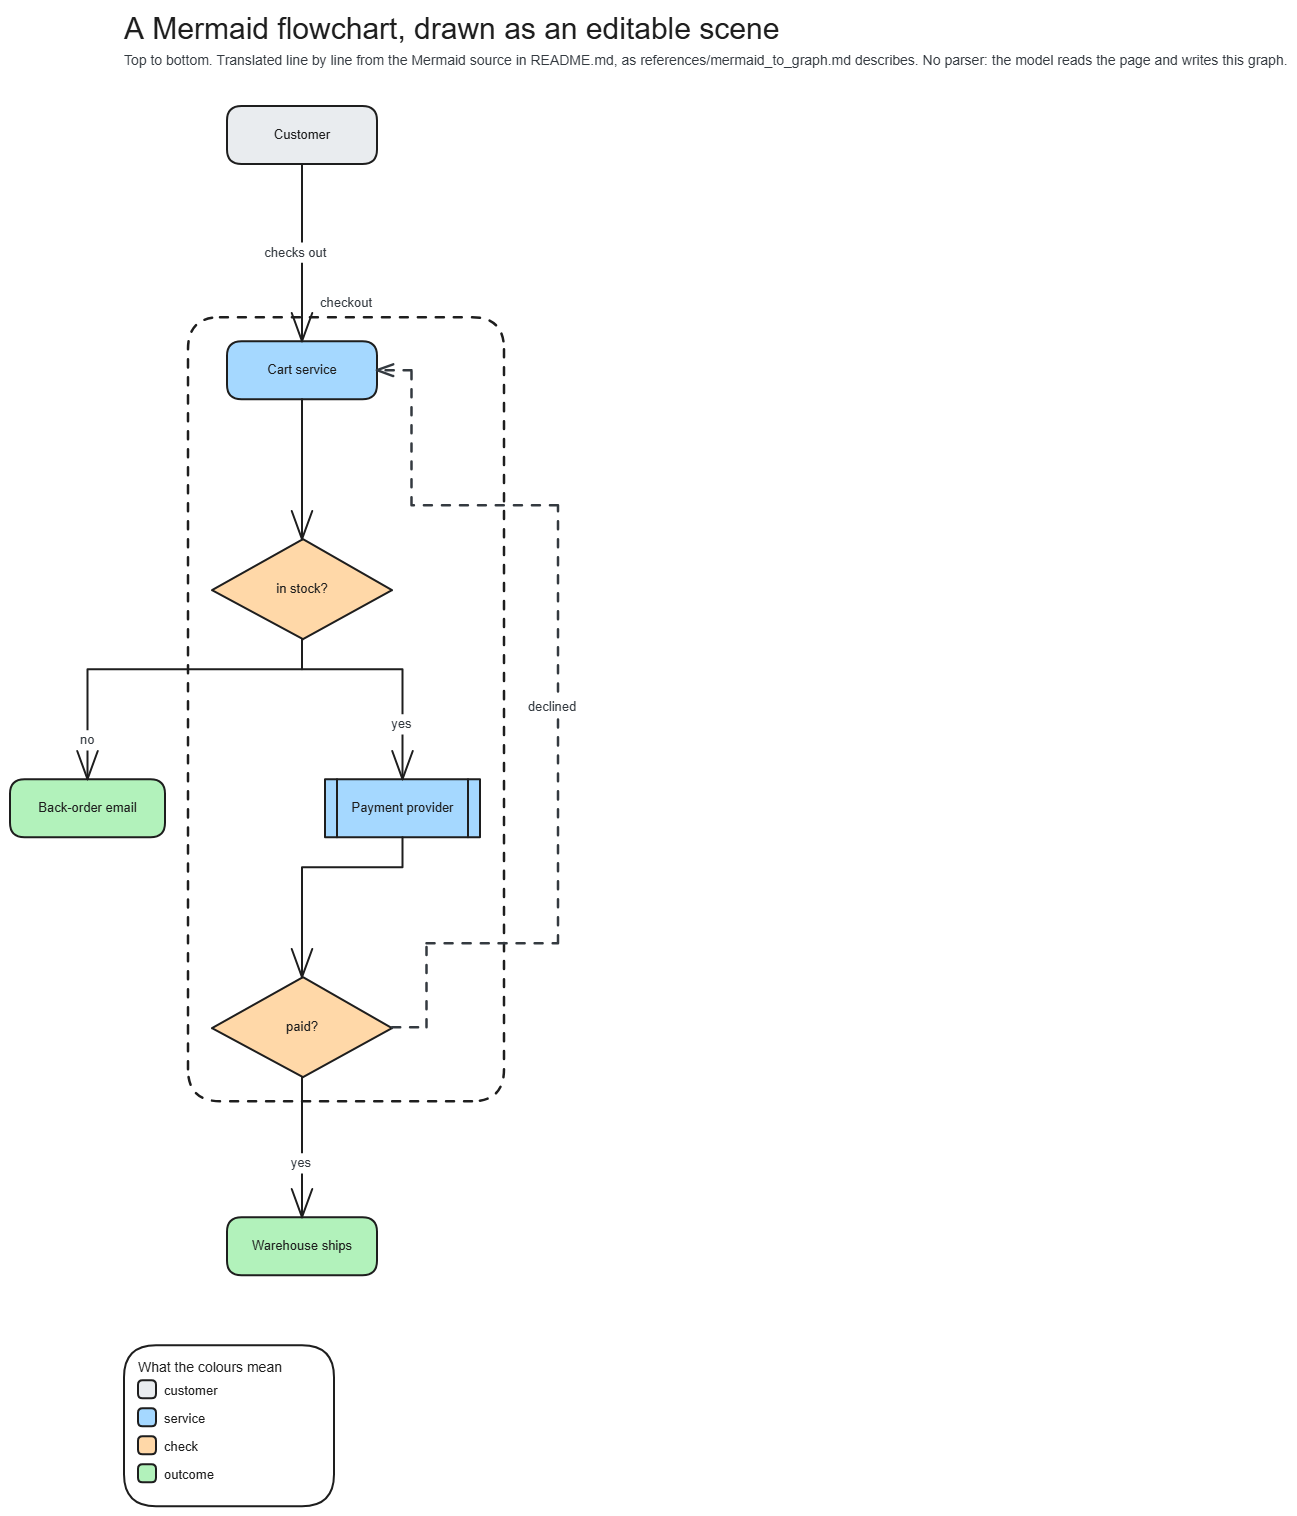 A Mermaid flowchart, drawn as an editable scene
Top to bottom. Translated line by line from the Mermaid source in README.md, as references/mermaid_to_graph.md describes. No parser: the model reads the page and writes this graph.
Customer
checks out
checkout
Cart service
in stock?
declined
yes
no
Back-order email
Payment provider
paid?
yes
Warehouse ships
What the colours mean
customer
service
check
outcome